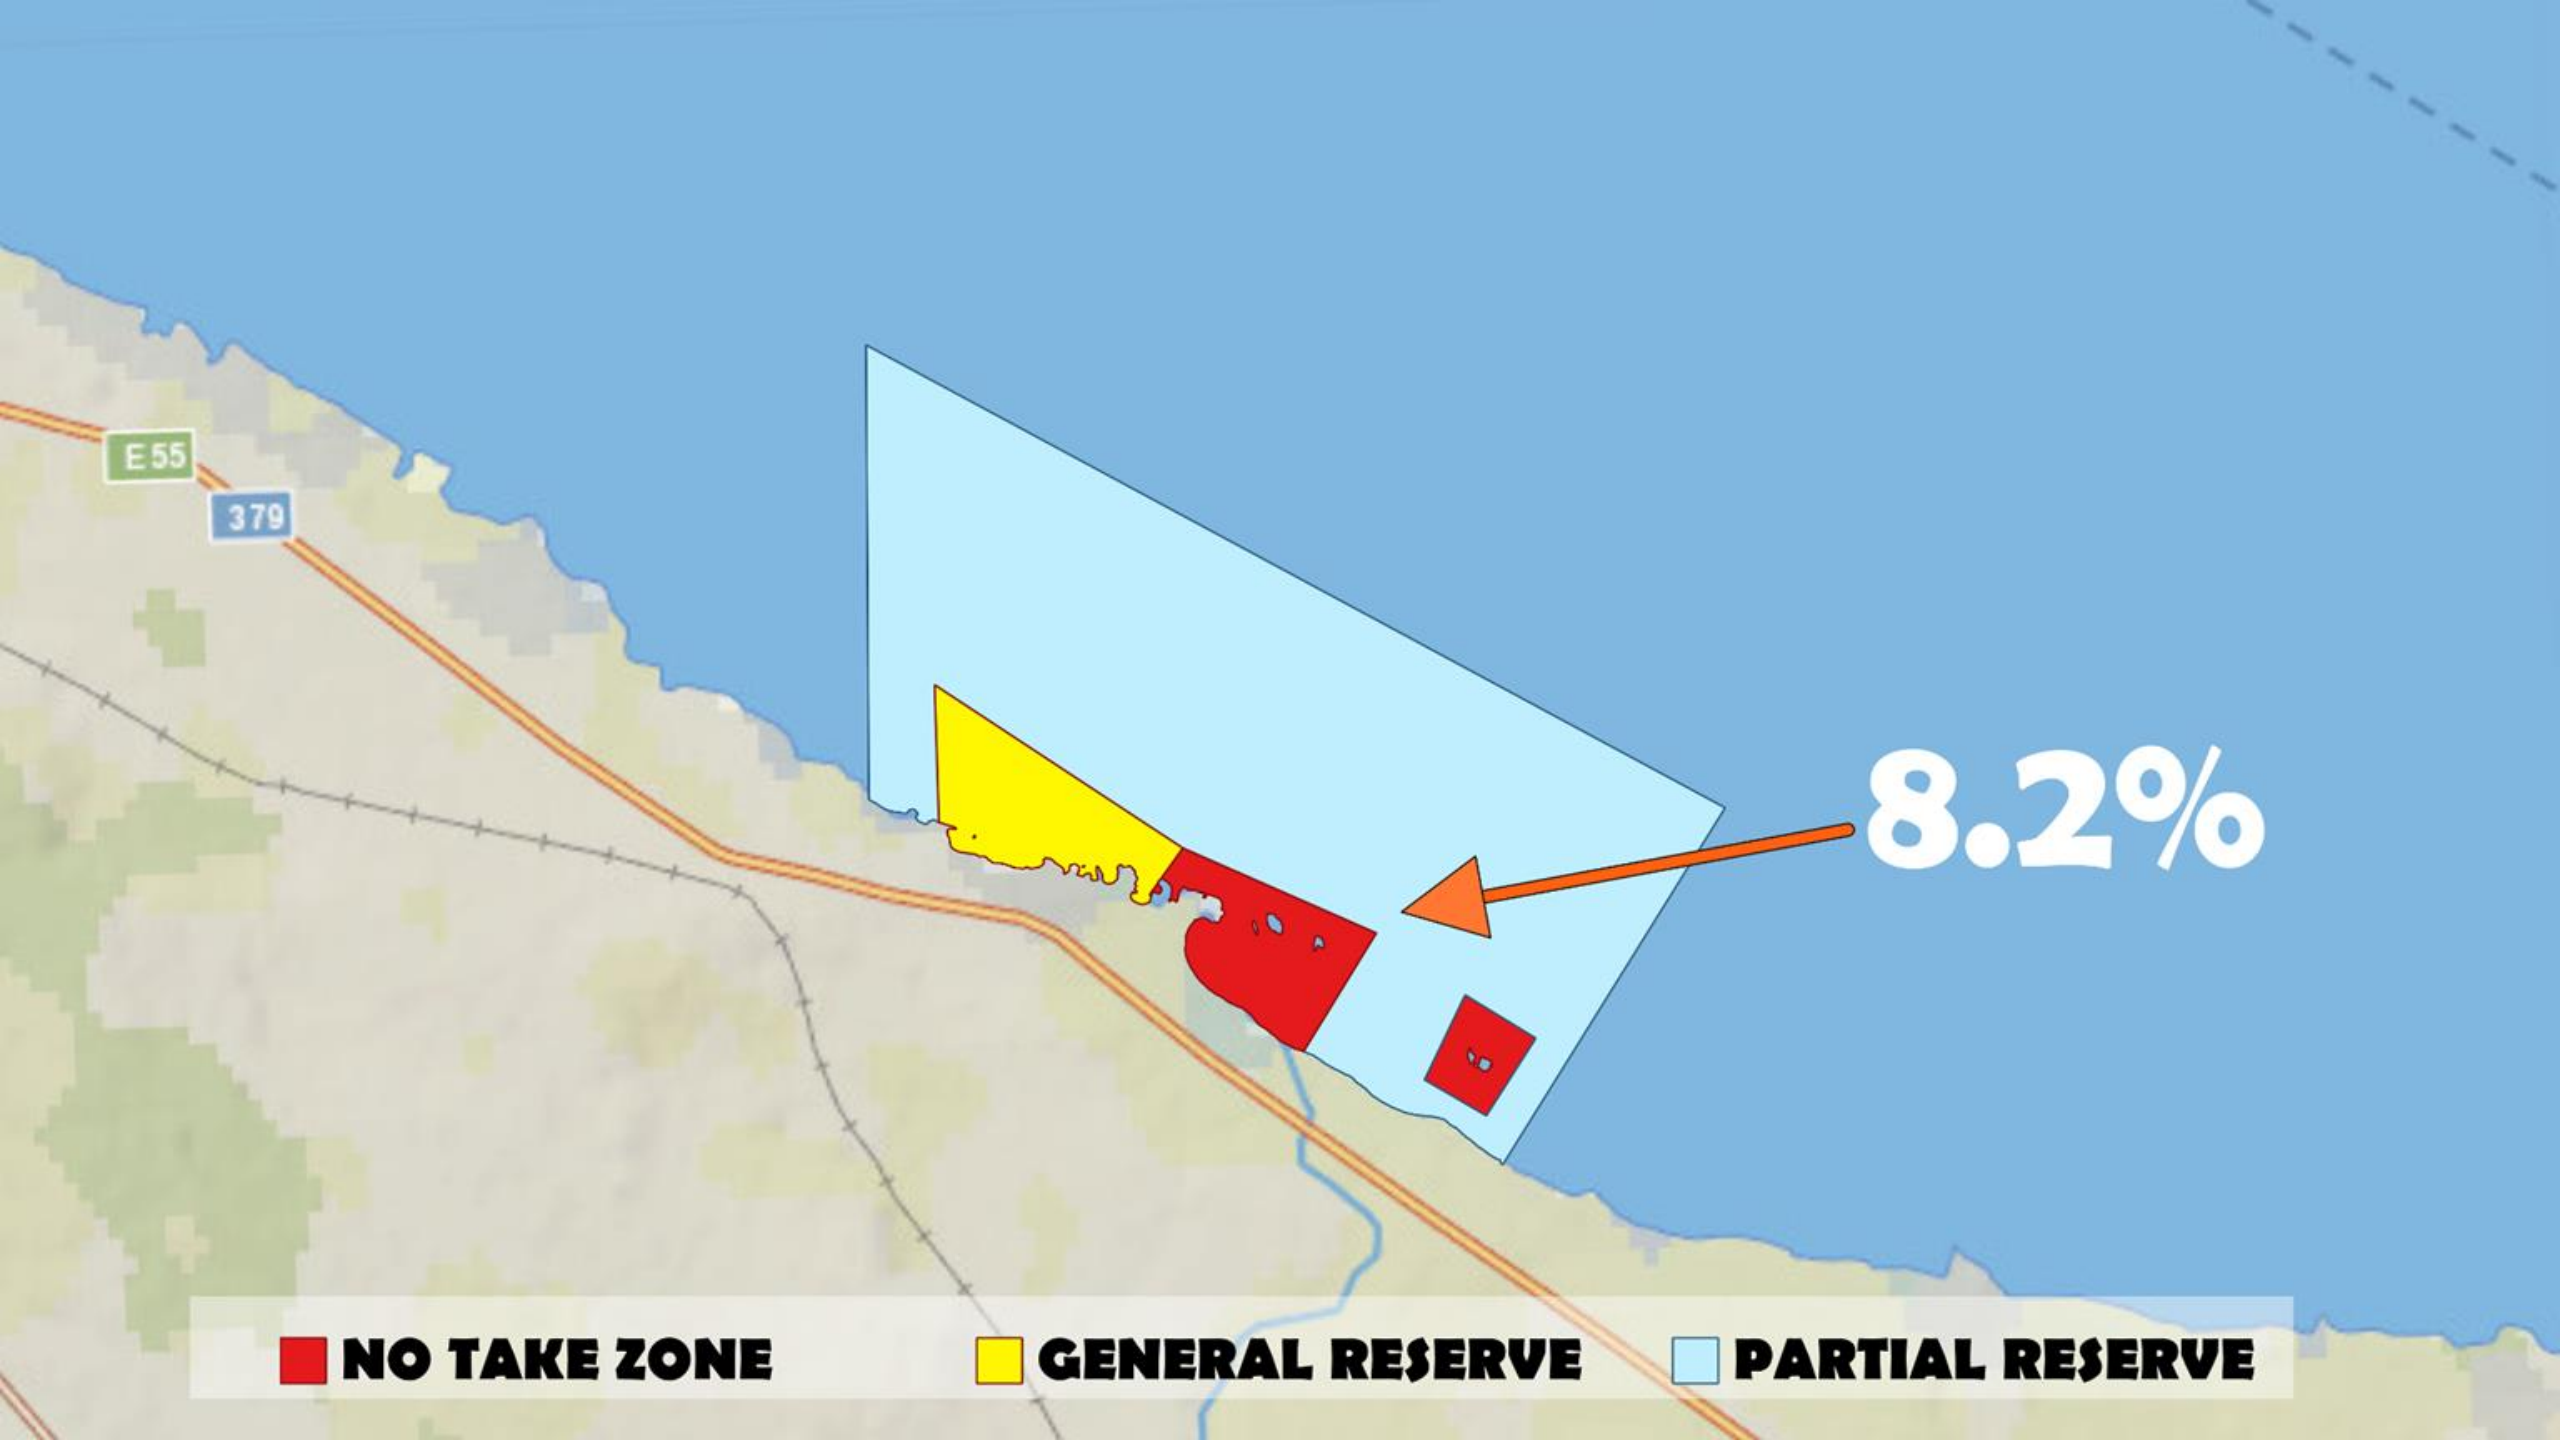 E55
379
8.2%
NO TAKE ZONE
GENERAL RESERVE
PARTIAL RESERVE